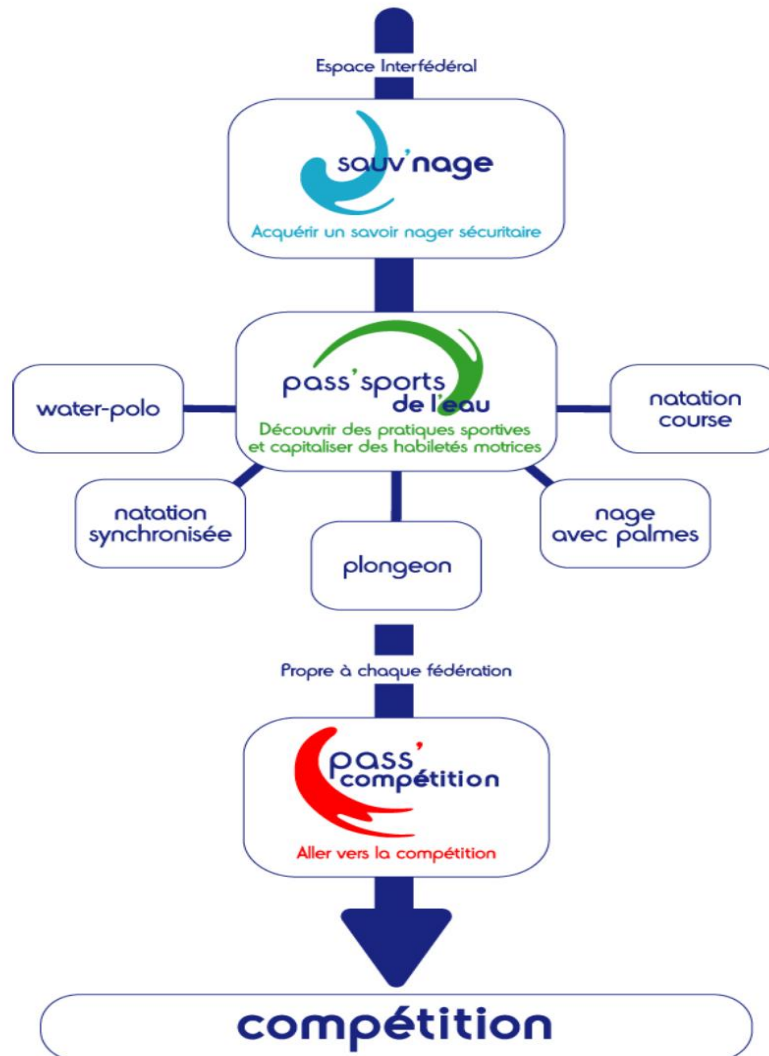 Espace Interfédéral
sauv'nage
Acquérir un savoir nager sécuritaire
pass'sports
de l'eau
Découvrir des pratiques sportives
et capitaliser des habiletés motrices
water-polo
natation
course
natation
synchronisée
nage
avec palmes
plongeon
Propre à chaque fédération
pass'
compétition
Aller vers la compétition
compétition